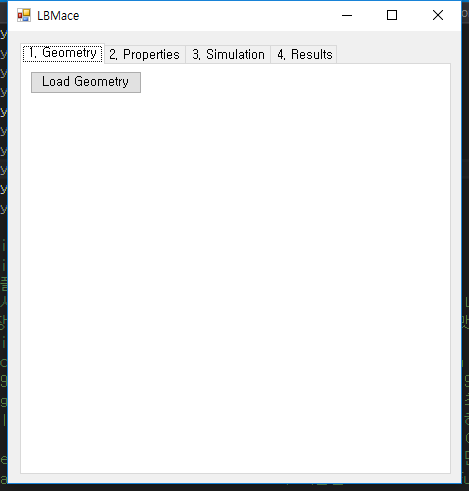 LBMace
1. Geometry 2. Properties 3. Simulation 4. Results
Load Geometry